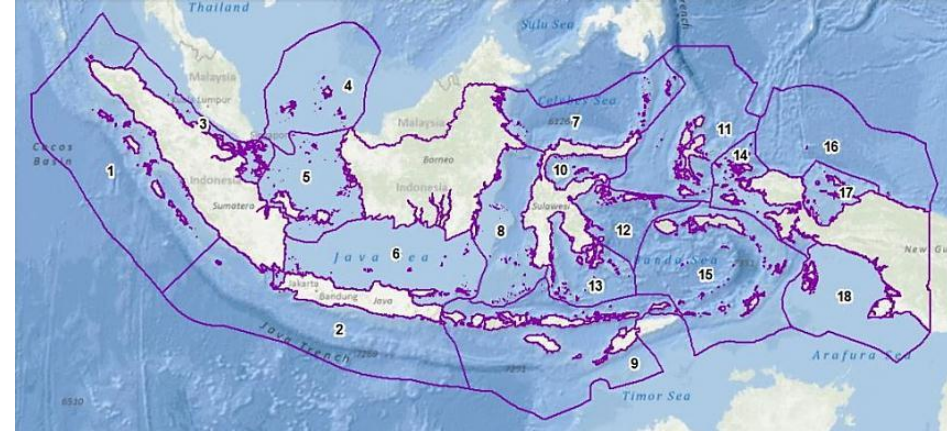 Thailand
Sulu Sea
Malaysia
4
Celebes Sea
3
Malaysia
7
11
Cocos
Basin
14
16
1
Borneo
10
5
Indonesia
Indonesia
17
Sumatera
Sulawesi
8
12
6
Java Sea
Banda Sea
15
Jakarta
13
Bandung
Java
18
2
Java Trench
7291
9
Arafura Sea
Timor Sea
6510